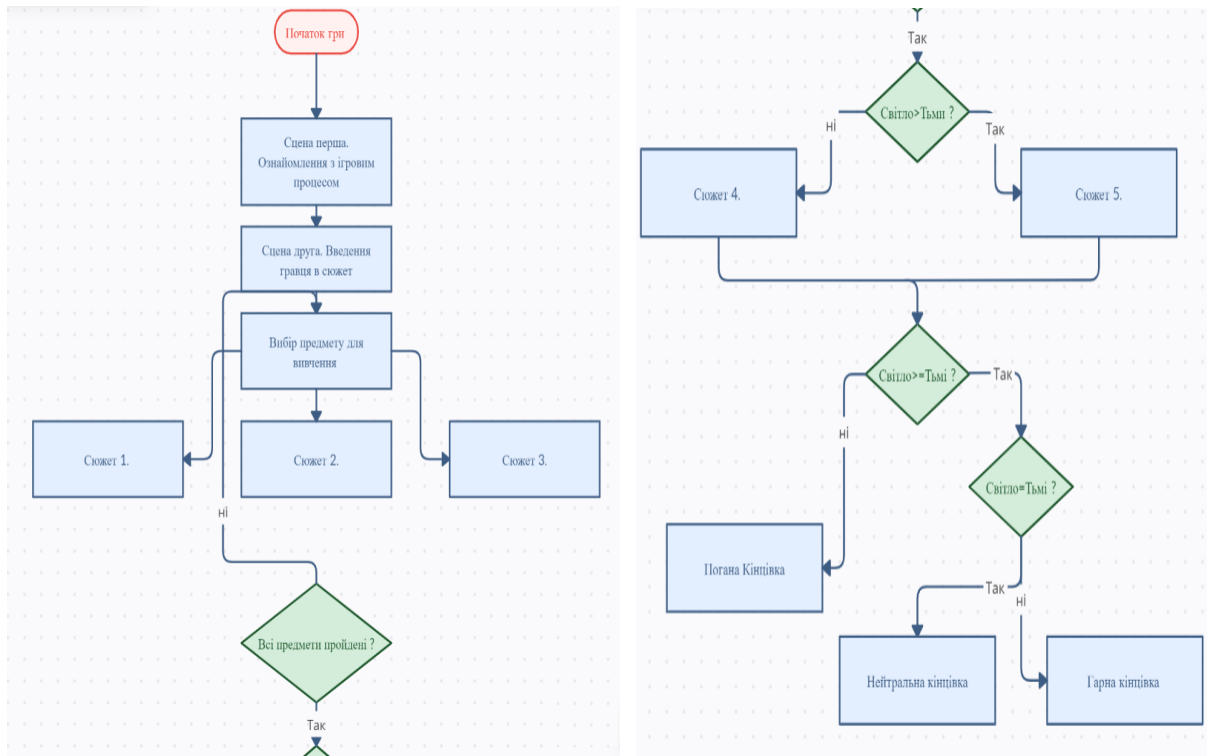 Початок гри
Сцена перша.
Ознайомлення з ігровим
процесом
Сцена друга. Введення
гравця в сюжет
Вибір предмету для
вивчення
Сюжет 1.
Сюжет 2.
Сюжет 3.
ні
Всі предмети пройдені ?
Так
Так
Світло>Тьми ?
ні
Так
Сюжет 4.
Сюжет 5.
Світло>=Тьмі ?
Так
ні
Світло=Тьмі ?
Погана Кінцівка
Так
ні
Нейтральна кінцівка
Гарна кінцівка